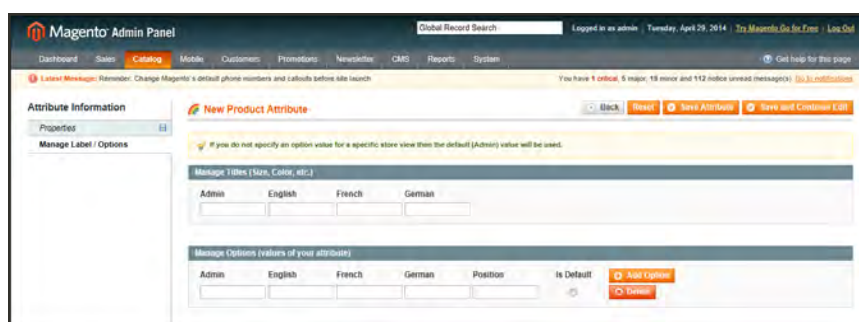 Magento Admin Panel
Global Record Search
Logged in as admin | Tuesday, April 29, 2014 | Try Magento Go for Free | Log Out
Dashboard Sales Catalog Mobile Customers Promotions Newsletter CMS Reports System
Get help for this page
Latest Message: Reminder: Change Magento's default phone numbers and callouts before site launch
You have 1 critical, 5 major, 18 minor and 112 notice unread message(s). Go to notifications
Attribute Information
Properties
Manage Label / Options
New Product Attribute
Back Reset Save Attribute Save and Continue Edit
If you do not specify an option value for a specific store view then the default (Admin) value will be used.
Manage Titles (Size, Color, etc.)
Admin English French German
Manage Options (values of your attribute)
Admin English French German Position Is Default Add Option
Delete